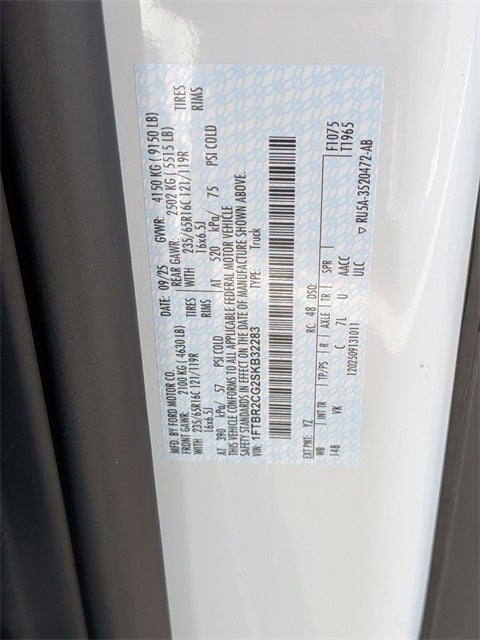 MFD. BY FORD MOTOR CO.
DATE: 09/25 GVWR: 4150 KG ( 9150 LB)
FRONT GAWR: 2100 KG ( 4630 LB) REAR GAWR: 2502 KG ( 5515 LB)
WITH 235/65R16C 121/119R TIRES WITH 235/65R16C 121/119R TIRES
16x6.5J RIMS 16x6.5J RIMS
AT 390 kPa/ 57 PSI COLD AT 520 kPa/ 75 PSI COLD
THIS VEHICLE CONFORMS TO ALL APPLICABLE FEDERAL MOTOR VEHICLE
SAFETY STANDARDS IN EFFECT ON THE DATE OF MANUFACTURE SHOWN ABOVE.
VIN: 1FTBR2CG2SKB32283 TYPE: Truck
EXT PNT: YZ RC: 48 DSO: F1075
WB INT TR TP/PS R AXLE TR SPR T1965
148 VK C 7L U AACC
1202509131011 ULC
▽ RU5A-3520472-AB